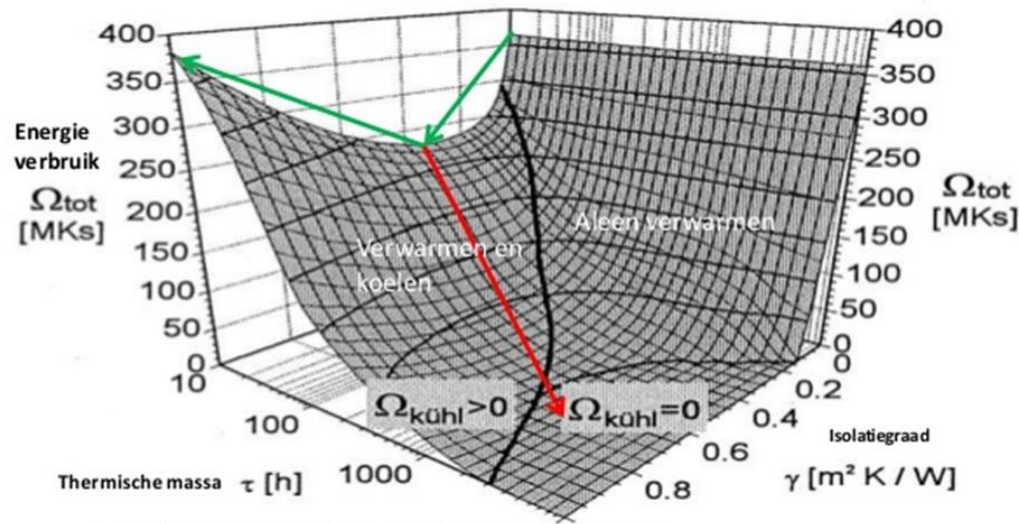 400
350
300
250
200
150
100
50
0
Energie
verbruik
Ωtot
[MKs]
400
350
300
250
200
150
100
50
0
Ωtot
[MKs]
Aleen verwarmen
Verwarmen en
koelen
Ωkühl>0
Ωkühl=0
10
100
1000
Thermische massa τ [h]
0
0.2
0.4
0.6
0.8
Isolatiegraad
γ [m² K / W]